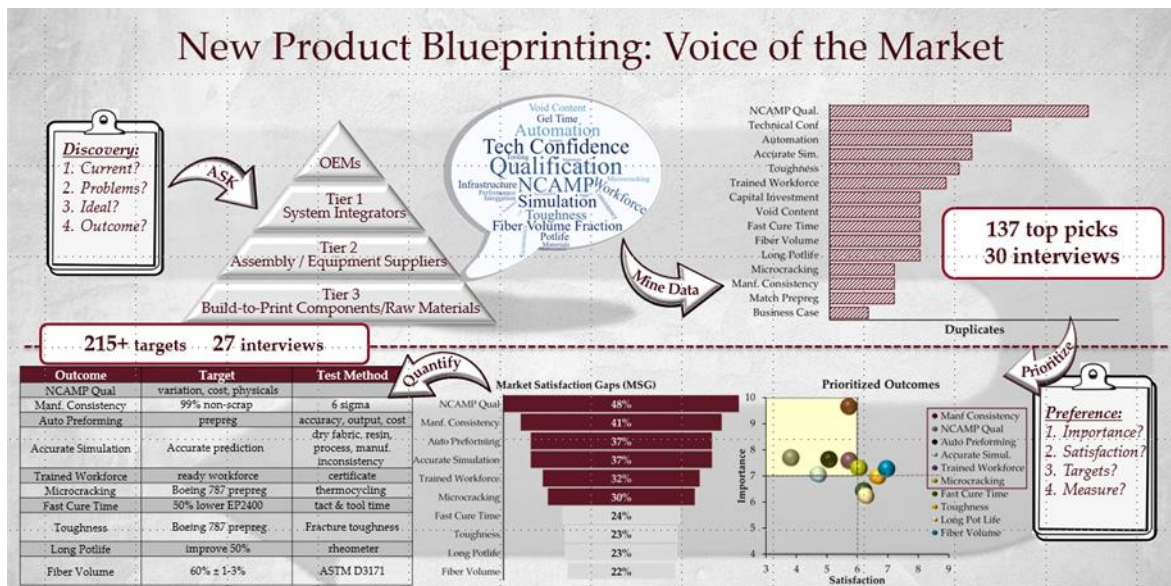 New Product Blueprinting: Voice of the Market
Discovery:
1. Current?
2. Problems?
3. Ideal?
4. Outcome?
ASK
OEMs
Tier 1
System Integrators
Tier 2
Assembly / Equipment Suppliers
Tier 3
Build-to-Print Components/Raw Materials
Void Content
Gel Time
Automation
Tech Confidence
Tooling
Qualification
Microcracking
Infrastructure
NCAMP
Workforce
Performance
Integration
Simulation
Consistency
Toughness
Fiber Volume Fraction
Potlife
Materials
Mine Data
NCAMP Qual.
Technical Conf
Automation
Accurate Sim.
Toughness
Trained Workforce
Capital Investment
Void Content
Fast Cure Time
Fiber Volume
Long Potlife
Microcracking
Manf. Consistency
Match Prepreg
Business Case
Duplicates
137 top picks
30 interviews
Prioritize
Preference:
1. Importance?
2. Satisfaction?
3. Targets?
4. Measure?
Prioritized Outcomes
Importance
10
9
8
7
6
5
4
3 4 5 6 7 8 9
Satisfaction
Manf Consistency
NCAMP Qual
Auto Preforming
Accurate Simul.
Trained Workforce
Microcracking
Fast Cure Time
Toughness
Long Pot Life
Fiber Volume
Market Satisfaction Gaps (MSG)
NCAMP Qual 48%
Manf. Consistency 41%
Auto Preforming 37%
Accurate Simulation 37%
Trained Workforce 32%
Microcracking 30%
Fast Cure Time 24%
Toughness 23%
Long Potlife 23%
Fiber Volume 22%
Quantify
215+ targets 27 interviews
Outcome Target Test Method
NCAMP Qual variation, cost, physicals
Manf. Consistency 99% non-scrap 6 sigma
Auto Preforming prepreg accuracy, output, cost
Accurate Simulation Accurate prediction dry fabric, resin,
process, manuf.
inconsistency
Trained Workforce ready workforce certificate
Microcracking Boeing 787 prepreg thermocycling
Fast Cure Time 50% lower EP2400 tact & tool time
Toughness Boeing 787 prepreg Fracture toughness
Long Potlife improve 50% rheometer
Fiber Volume 60% ± 1-3% ASTM D3171